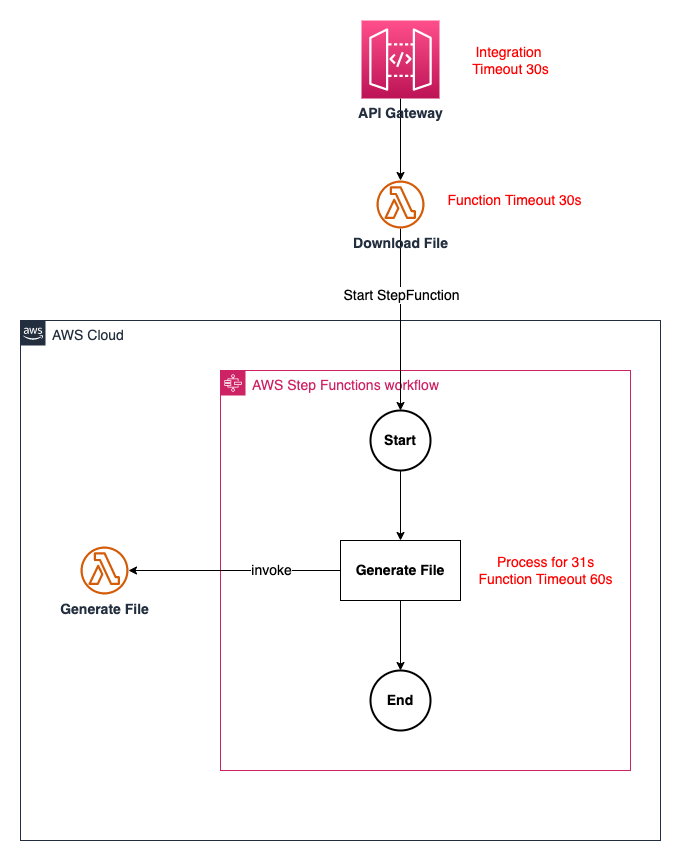 Integration
Timeout 30s
</>
API Gateway
Function Timeout 30s
Download File
Start StepFunction
aws
AWS Cloud
AWS Step Functions workflow
Start
Process for 31s
Function Timeout 60s
invoke
Generate File
Generate File
End